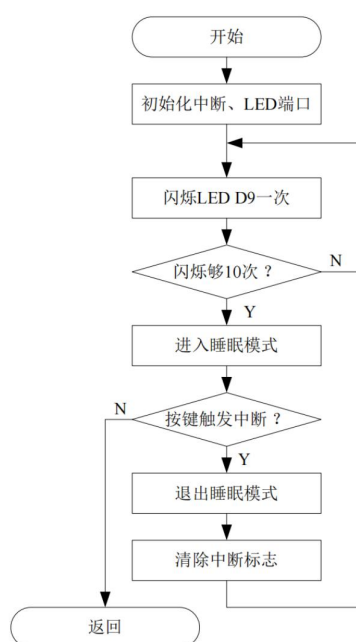 开始
初始化中断、LED端口
闪烁LED D9一次
闪烁够10次？
N
Y
进入睡眠模式
N
按键触发中断？
Y
退出睡眠模式
清除中断标志
返回